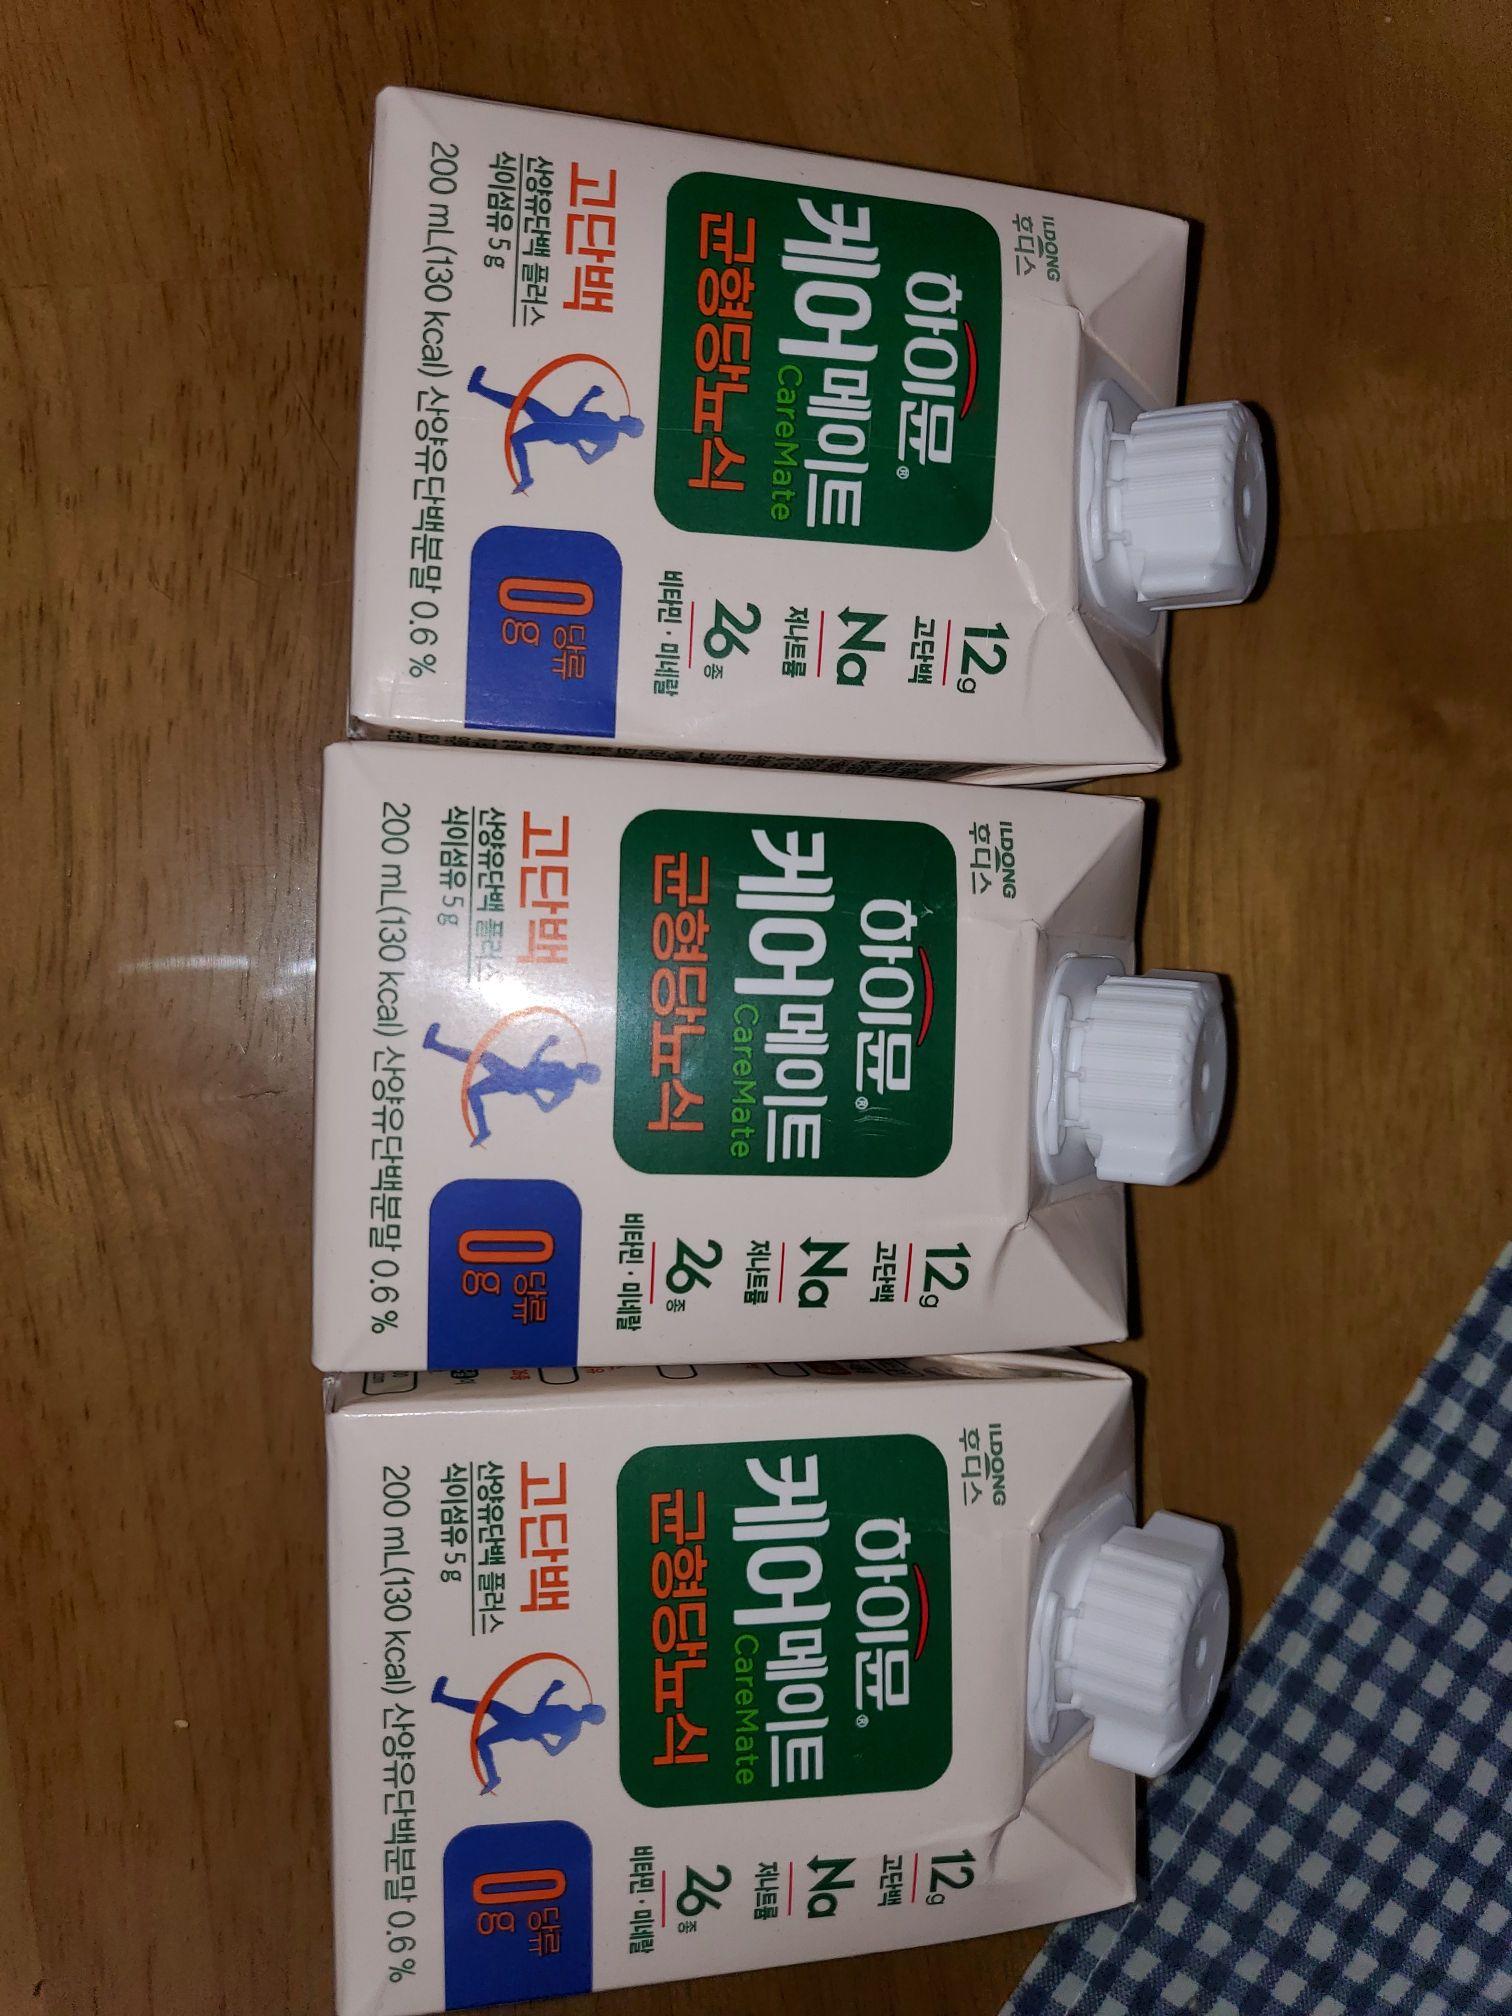 ILDONG
후디스
하이뮨®
케어메이트
CareMate
균형당뇨식
12g
고단백
Na
저나트륨
26종
비타민·미네랄
고단백
산양유단백 플러스
식이섬유 5g
당류
0g
200 mL(130 kcal) 산양유단백분말 0.6 %
ILDONG
후디스
하이뮨®
케어메이트
CareMate
균형당뇨식
12g
고단백
Na
저나트륨
26종
비타민·미네랄
고단백
산양유단백 플러스
식이섬유 5g
당류
0g
200 mL(130 kcal) 산양유단백분말 0.6 %
ILDONG
후디스
하이뮨®
케어메이트
CareMate
균형당뇨식
12g
고단백
Na
저나트륨
26종
비타민·미네랄
고단백
산양유단백 플러스
식이섬유 5g
당류
0g
200 mL(130 kcal) 산양유단백분말 0.6 %